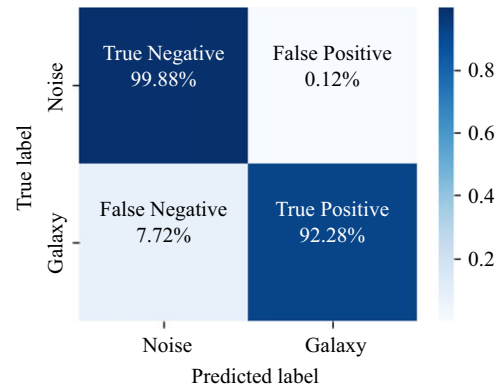 True Negative
99.88%
False Positive
0.12%
False Negative
7.72%
True Positive
92.28%
True label
Noise
Galaxy
Noise
Galaxy
Predicted label
0.8
0.6
0.4
0.2